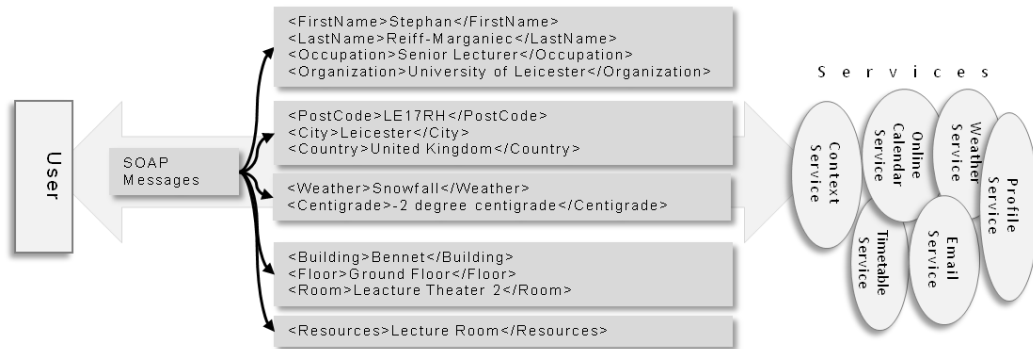 User
SOAP
Messages
<FirstName>Stephan</FirstName>
<LastName>Reiff-Marganiec</LastName>
<Occupation>Senior Lecturer</Occupation>
<Organization>University of Leicester</Organization>
<PostCode>LE17RH</PostCode>
<City>Leicester</City>
<Country>United Kingdom</Country>
<Weather>Snowfall</Weather>
<Centigrade>-2 degree centigrade</Centigrade>
<Building>Bennet</Building>
<Floor>Ground Floor</Floor>
<Room>Leacture Theater 2</Room>
<Resources>Lecture Room</Resources>
Services
Context
Service
Online
Calendar
Service
Weather
Service
Profile
Service
Timetable
Service
Email
Service